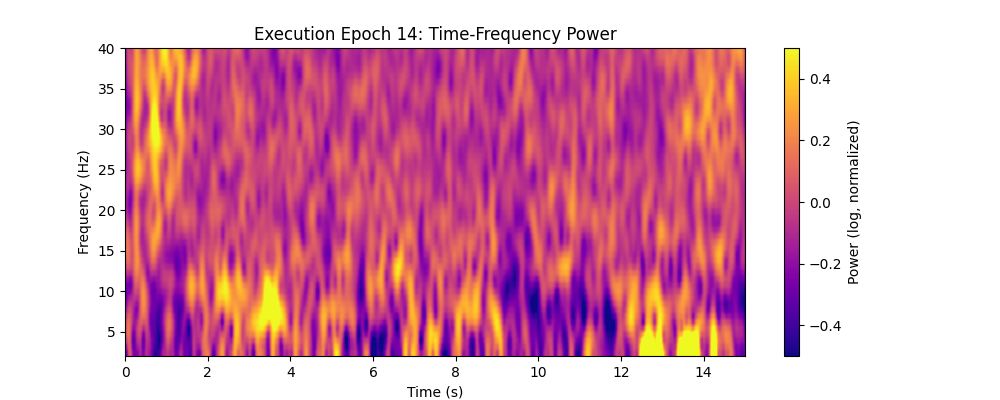 Execution Epoch 14: Time-Frequency Power
40
35
30
25
20
15
10
5
Frequency (Hz)
0 2 4 6 8 10 12 14
Time (s)
0.4
0.2
0.0
−0.2
−0.4
Power (log, normalized)